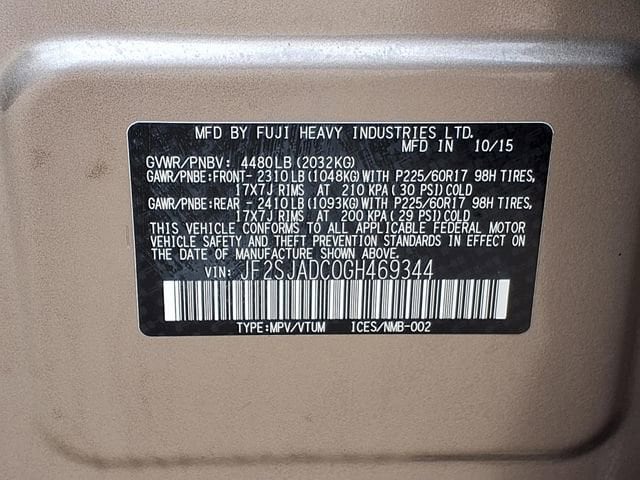 MFD BY FUJI HEAVY INDUSTRIES LTD.
MFD IN 10/15
GVWR/PNBV: 4480LB (2032KG)
GAWR/PNBE:FRONT- 2310LB (1048KG) WITH P225/60R17 98H TIRES,
17X7J RIMS AT 210 KPA (30 PSI) COLD
GAWR/PNBE:REAR - 2410LB (1093KG) WITH P225/60R17 98H TIRES,
17X7J RIMS AT 200 KPA (29 PSI) COLD
THIS VEHICLE CONFORMS TO ALL APPLICABLE FEDERAL MOTOR
VEHICLE SAFETY AND THEFT PREVENTION STANDARDS IN EFFECT ON
THE DATE OF MANUFACTURE SHOWN ABOVE.
VIN: JF2SJADC0GH469344
TYPE:MPV/VTUM ICES/NMB-002